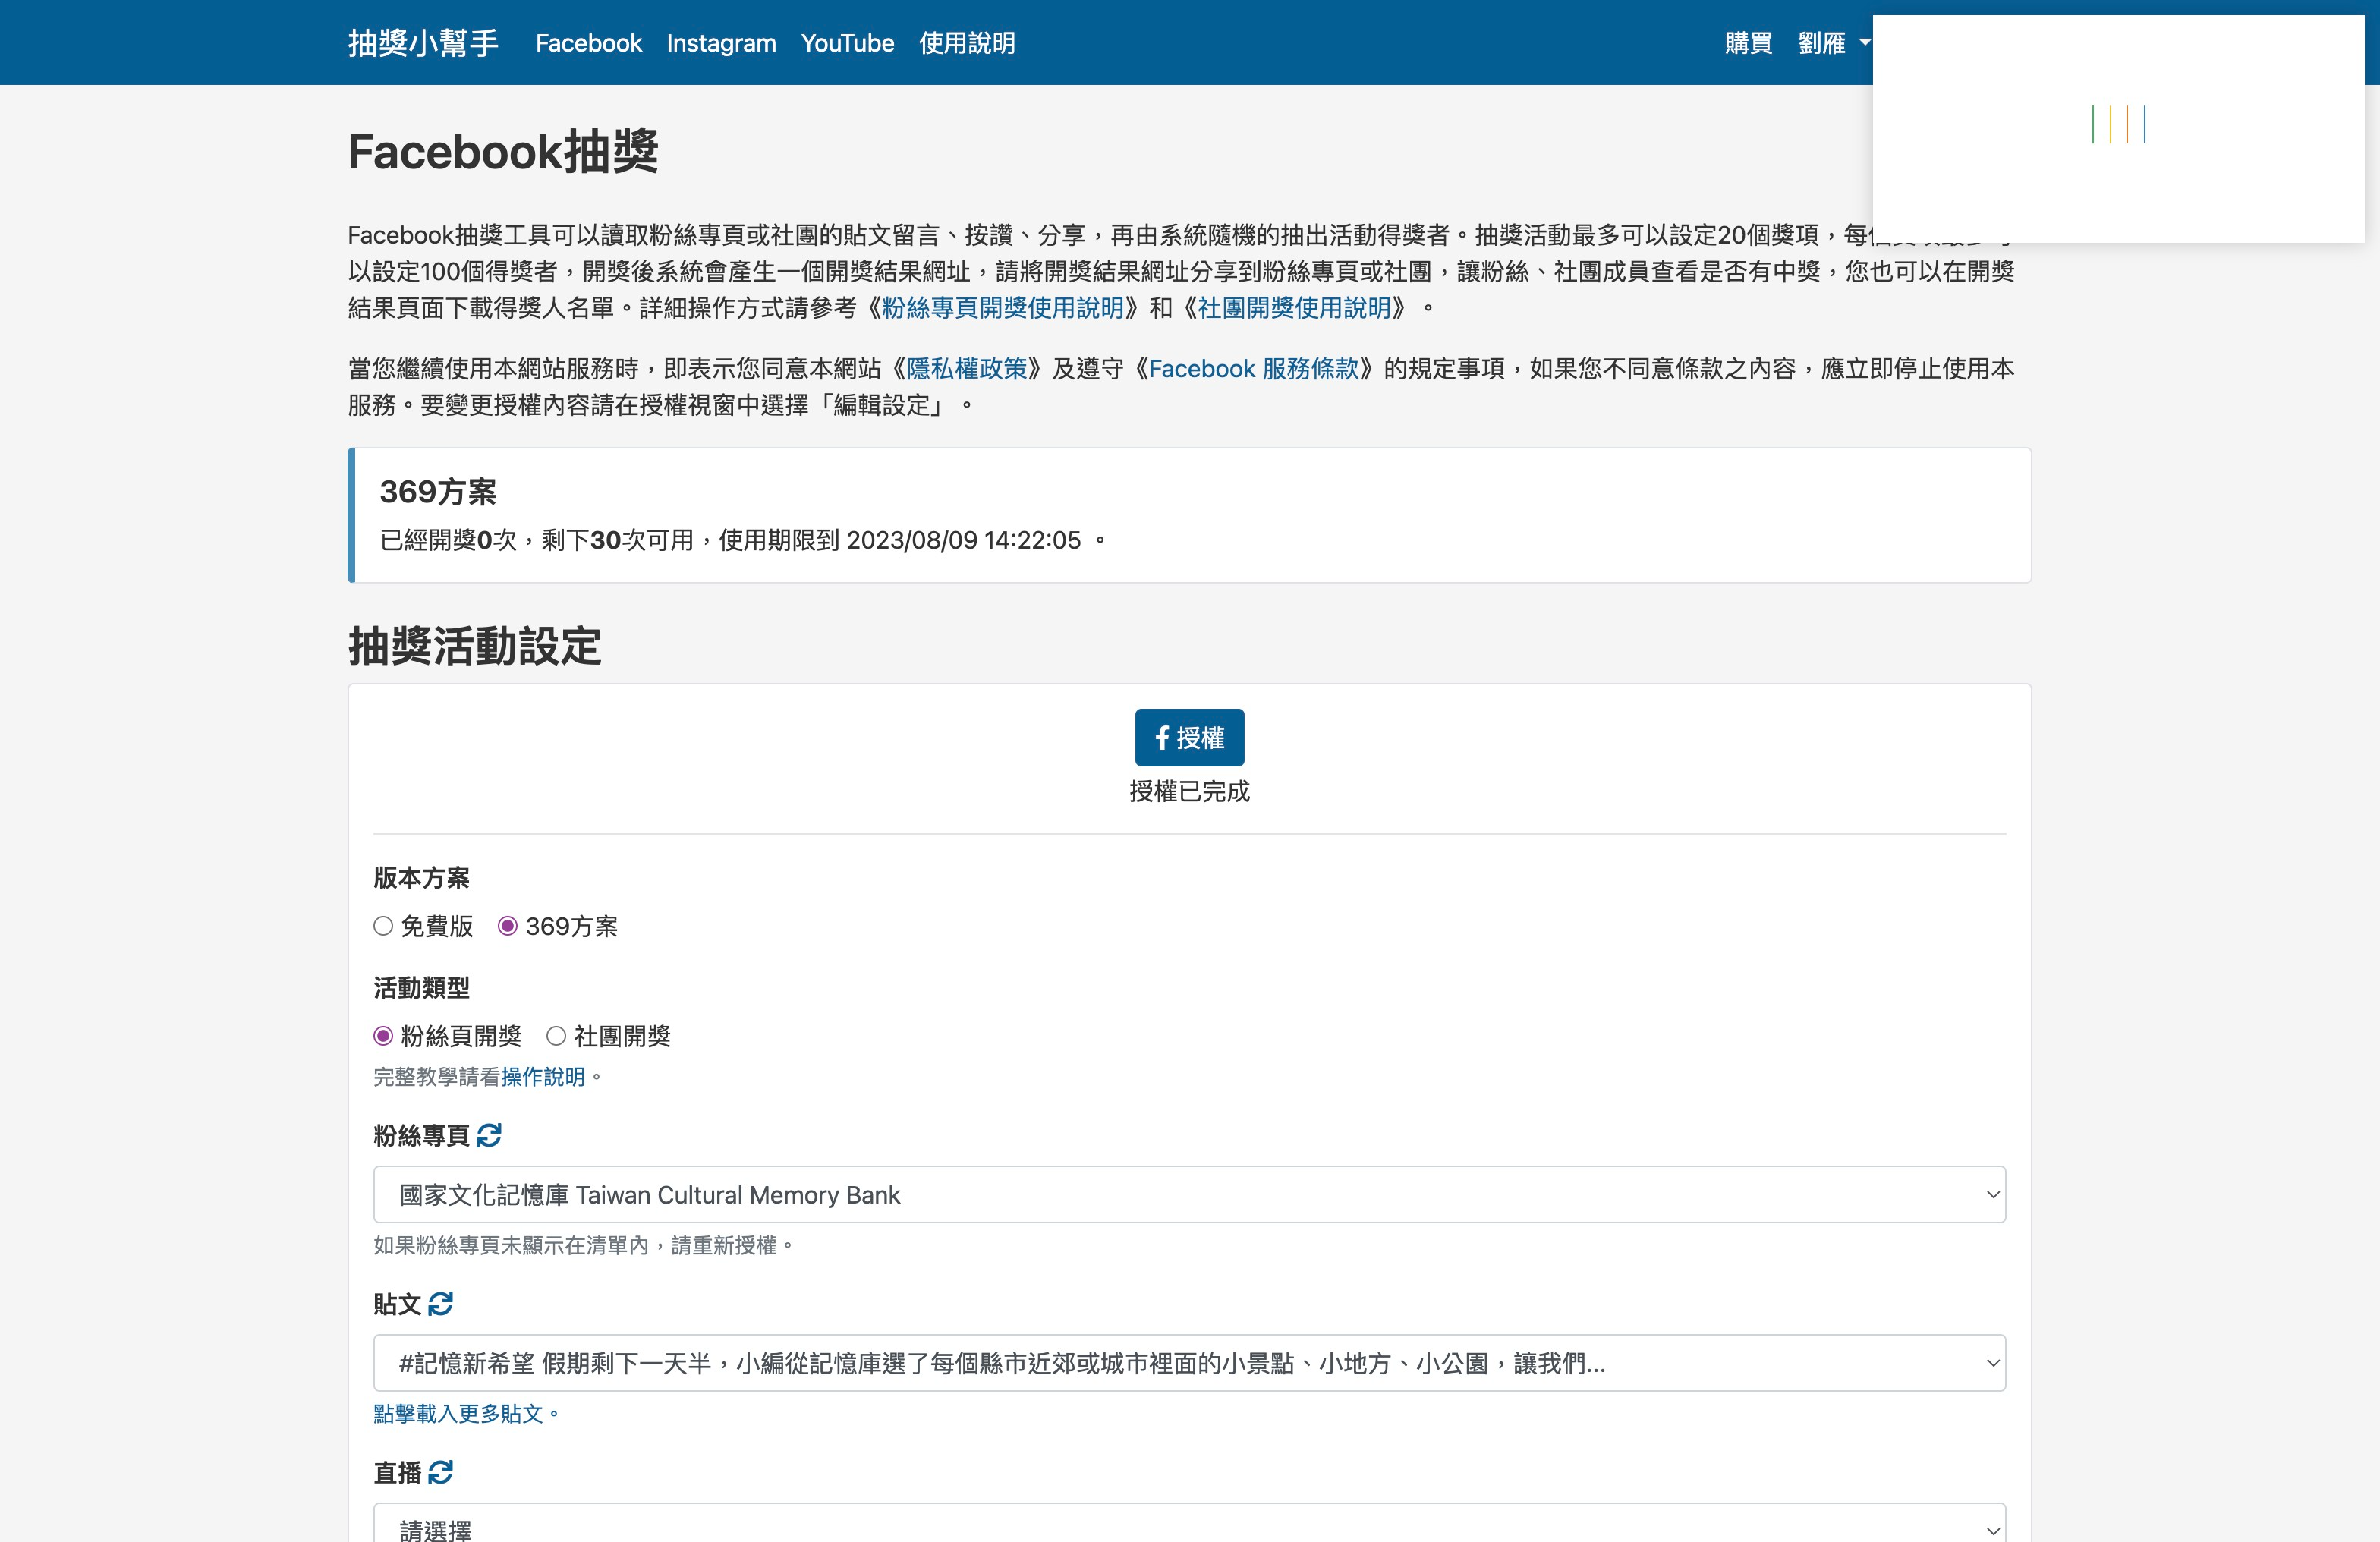 抽獎小幫手 Facebook Instagram YouTube 使用說明 購買 劉雁
Facebook抽獎
Facebook抽獎工具可以讀取粉絲專頁或社團的貼文留言、按讚、分享，再由系統隨機的抽出活動得獎者。抽獎活動最多可以設定20個獎項，每
以設定100個得獎者，開獎後系統會產生一個開獎結果網址，請將開獎結果網址分享到粉絲專頁或社團，讓粉絲、社團成員查看是否有中獎，您也可以在開獎
結果頁面下載得獎人名單。詳細操作方式請參考《粉絲專頁開獎使用說明》和《社團開獎使用說明》。
當您繼續使用本網站服務時，即表示您同意本網站《隱私權政策》及遵守《Facebook 服務條款》的規定事項，如果您不同意條款之內容，應立即停止使用本
服務。要變更授權內容請在授權視窗中選擇「編輯設定」。
369方案
已經開獎0次，剩下30次可用，使用期限到 2023/08/09 14:22:05 。
抽獎活動設定
授權
授權已完成
版本方案
免費版 369方案
活動類型
粉絲頁開獎 社團開獎
完整教學請看操作說明。
粉絲專頁
國家文化記憶庫 Taiwan Cultural Memory Bank
如果粉絲專頁未顯示在清單內，請重新授權。
貼文
#記憶新希望 假期剩下一天半，小編從記憶庫選了每個縣市近郊或城市裡面的小景點、小地方、小公園，讓我們...
點擊載入更多貼文。
直播
請選擇